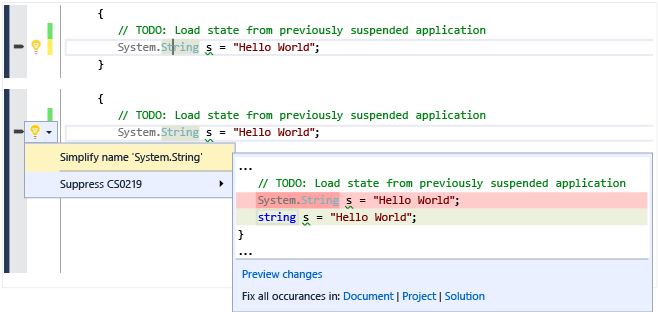 {
// TODO: Load state from previously suspended application
System.String s = "Hello World";
}
{
// TODO: Load state from previously suspended application
System.String s = "Hello World";
Simplify name 'System.String'
Suppress CS0219
...
// TODO: Load state from previously suspended application
System.String s = "Hello World";
string s = "Hello World";
}
...
Preview changes
Fix all occurances in: Document | Project | Solution